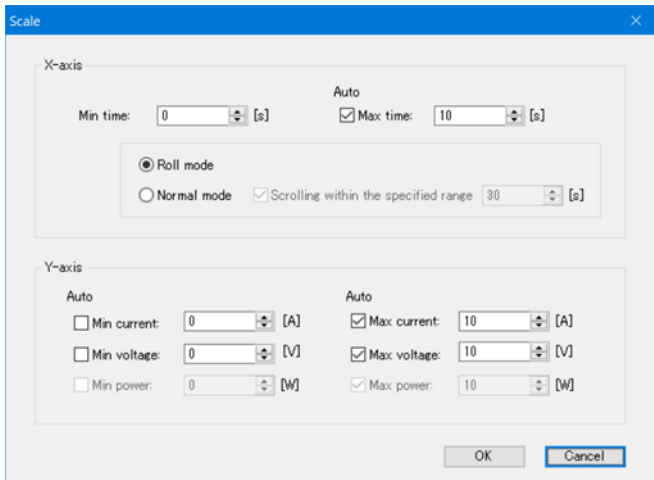 Scale
X-axis
Auto
Min time: 0 [s] Max time: 10 [s]
Roll mode
Normal mode Scrolling within the specified range 30 [s]
Y-axis
Auto Auto
Min current: 0 [A] Max current: 10 [A]
Min voltage: 0 [V] Max voltage: 10 [V]
Min power: 0 [W] Max power: 10 [W]
OK Cancel